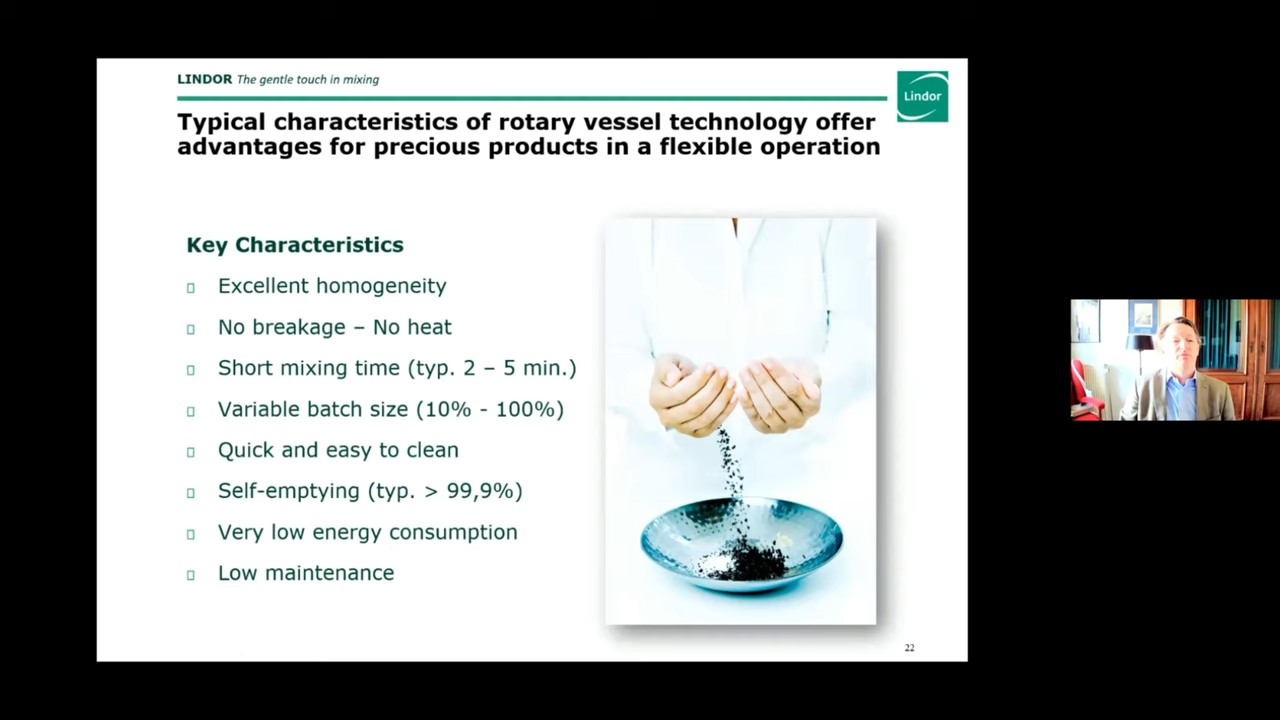 LINDOR The gentle touch in mixing
Lindor
Typical characteristics of rotary vessel technology offer
advantages for precious products in a flexible operation
Key Characteristics
Excellent homogeneity
No breakage – No heat
Short mixing time (typ. 2 – 5 min.)
Variable batch size (10% - 100%)
Quick and easy to clean
Self-emptying (typ. > 99,9%)
Very low energy consumption
Low maintenance
22